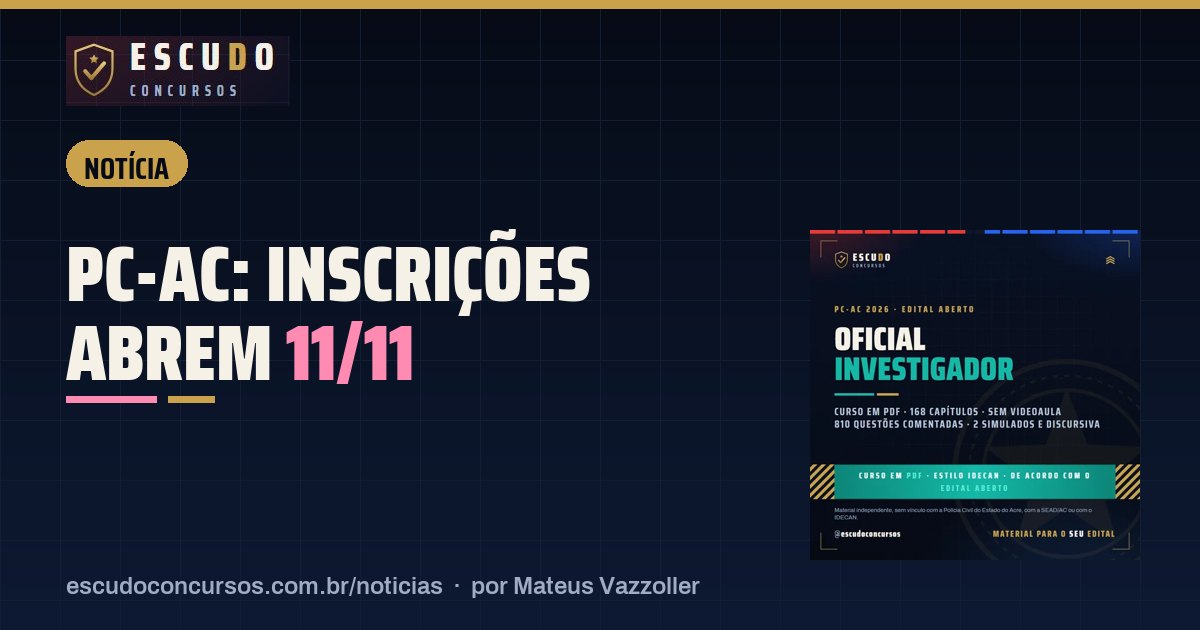 ESCUDO
CONCURSOS
NOTÍCIA
PC-AC: INSCRIÇÕES
ABREM 11/11
ESCUDO
CONCURSOS
PC-AC 2026 · EDITAL ABERTO
OFICIAL
INVESTIGADOR
CURSO EM PDF · 168 CAPÍTULOS · SEM VIDEOAULA
810 QUESTÕES COMENTADAS · 2 SIMULADOS E DISCURSIVA
CURSO EM PDF · ESTILO IDECAN · DE ACORDO COM O
EDITAL ABERTO
Material independente, sem vínculo com a Polícia Civil do Estado do Acre, com a SEAD/AC ou com o
IDECAN.
@escudoconcursos
MATERIAL PARA O SEU EDITAL
escudoconcursos.com.br/noticias · por Mateus Vazzoller